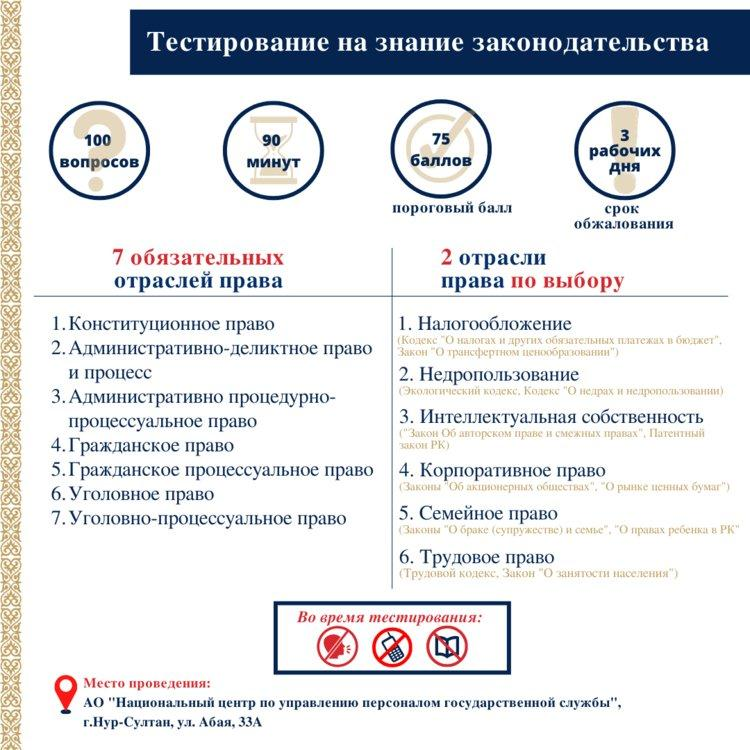 Тестирование на знание законодательства
100
вопросов
90
минут
75
баллов
пороговый балл
3
рабочих
дня
срок
обжалования
7 обязательных
отраслей права
2 отрасли
права по выбору
1. Конституционное право
2. Административно-деликтное право
и процесс
3. Административно процедурно-
процессуальное право
4. Гражданское право
5. Гражданское процессуальное право
6. Уголовное право
7. Уголовно-процессуальное право
1. Налогообложение
(Кодекс "О налогах и других обязательных платежах в бюджет",
Закон "О трансфертном ценообразовании")
2. Недропользование
(Экологический кодекс, Кодекс "О недрах и недропользовании)
3. Интеллектуальная собственность
("Закон Об авторском праве и смежных правах", Патентный
закон РК)
4. Корпоративное право
(Законы "Об акционерных обществах", "О рынке ценных бумаг")
5. Семейное право
(Законы "О браке (супружестве) и семье", "О правах ребенка в РК"
6. Трудовое право
(Трудовой кодекс, Закон "О занятости населения")
Во время тестирования:
Место проведения:
АО "Национальный центр по управлению персоналом государственной службы",
г.Нур-Султан, ул. Абая, 33А